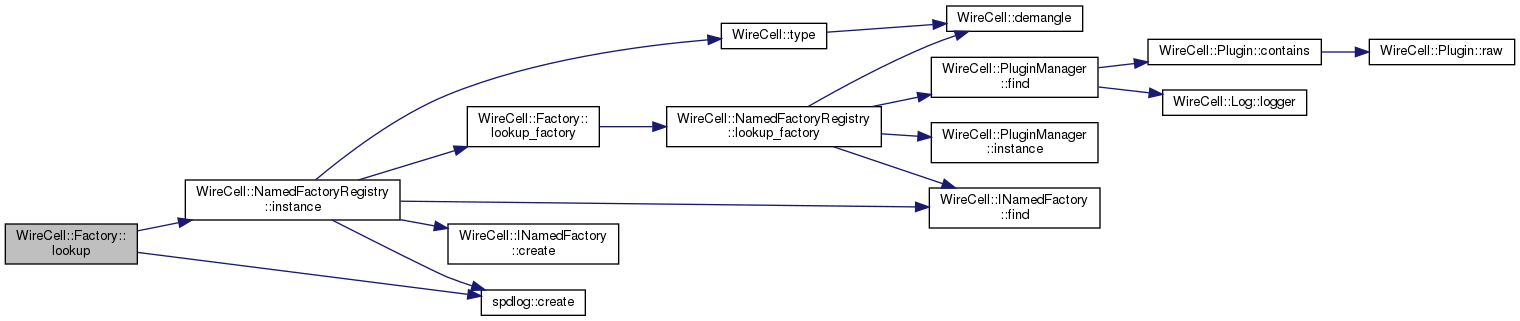 WireCell::Factory::
lookup
WireCell::NamedFactoryRegistry
::instance
WireCell::type
WireCell::Factory::
lookup_factory
WireCell::INamedFactory
::create
spdlog::create
WireCell::NamedFactoryRegistry
::lookup_factory
WireCell::demangle
WireCell::PluginManager
::find
WireCell::PluginManager
::instance
WireCell::INamedFactory
::find
WireCell::Plugin::contains
WireCell::Log::logger
WireCell::Plugin::raw